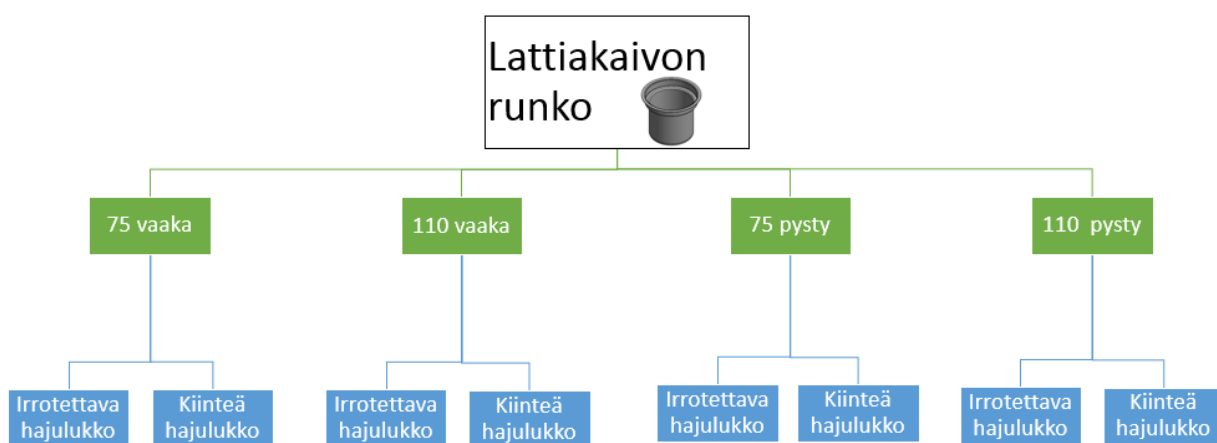 Lattiakaivon
runko
75 vaaka
110 vaaka
75 pysty
110 pysty
Irrotettava
hajulukko
Kiinteä
hajulukko
Irrotettava
hajulukko
Kiinteä
hajulukko
Irrotettava
hajulukko
Kiinteä
hajulukko
Irrotettava
hajulukko
Kiinteä
hajulukko